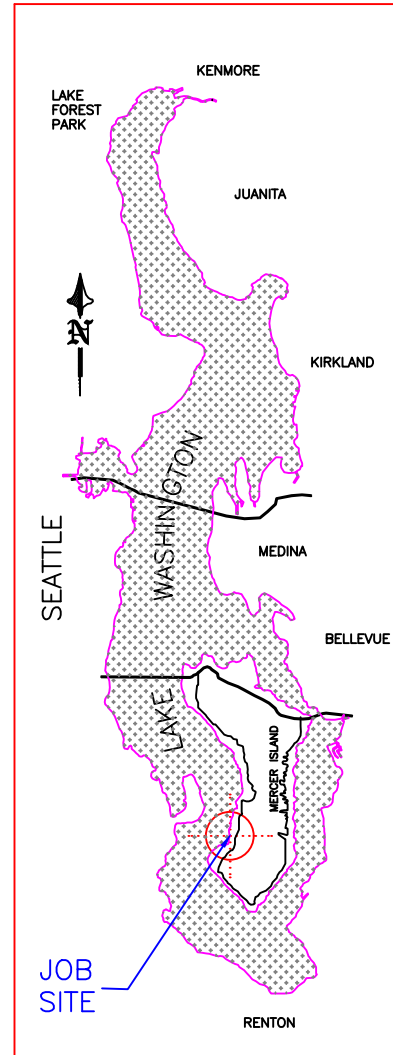 KENMORE
LAKE
FOREST
PARK
JUANITA
N
KIRKLAND
WASHINGTON
SEATTLE
MEDINA
BELLEVUE
LAKE
MERCER ISLAND
JOB
SITE
RENTON